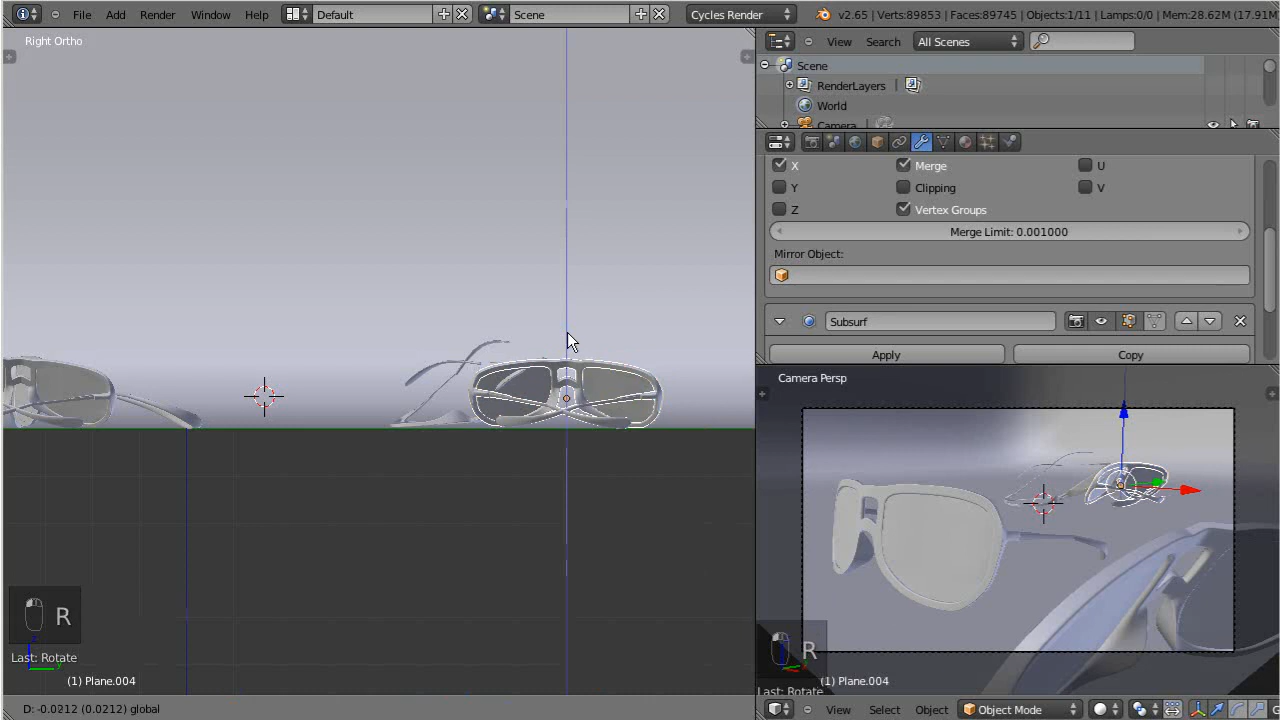 File Add Render Window Help Default Scene Cycles Render v2.65 | Verts:89853 | Faces:89745 | Objects:1/11 | Lamps:0/0 | Mem:28.62M (17.91M
Right Ortho
View Search All Scenes
Scene
RenderLayers |
World
Camera |
X Merge U
Y Clipping V
Z Vertex Groups
Merge Limit: 0.001000
Mirror Object:
Subsurf
Apply Copy
Camera Persp
R
Last: Rotate
(1) Plane.004
R
Last: Rotate
(1) Plane.004
D: -0.0212 (0.0212) global
View Select Object Object Mode G